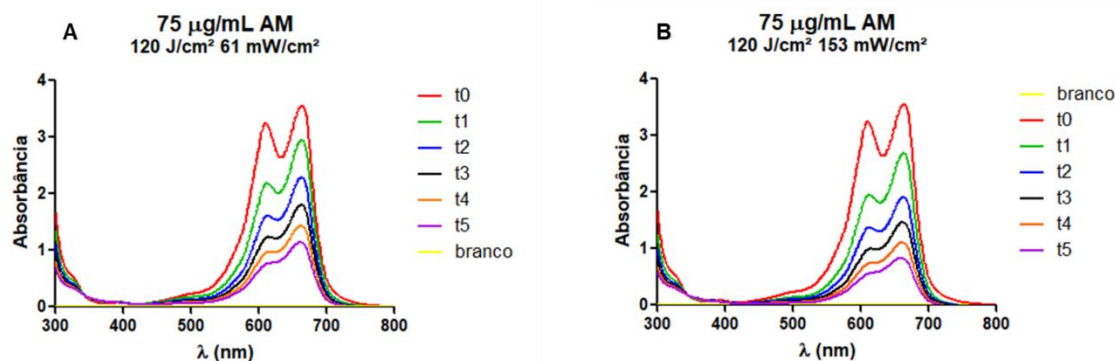 A
75 µg/mL AM
120 J/cm² 61 mW/cm²
Absorbância
4
3
2
1
0
300 400 500 600 700 800
λ (nm)
t0
t1
t2
t3
t4
t5
branco
B
75 µg/mL AM
120 J/cm² 153 mW/cm²
Absorbância
4
3
2
1
0
300 400 500 600 700 800
λ (nm)
branco
t0
t1
t2
t3
t4
t5